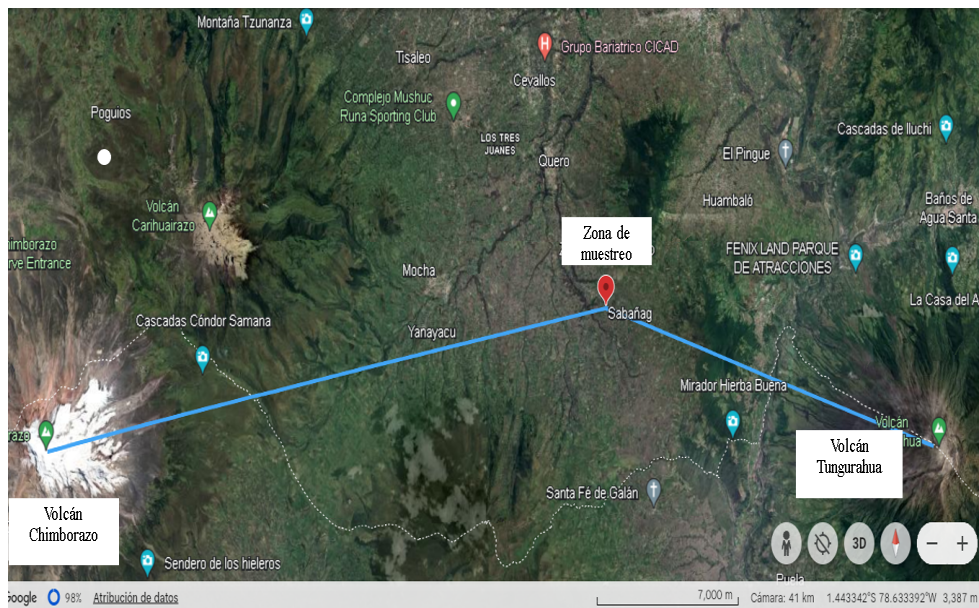 Montaña Tzunanza
Tisaleo
Grupo Bariatrico CICAD
Cevallos
Complejo Mushuc
Runa Sporting Club
Poguios
LOS TRES
JUANES
Quero
El Pingue
Cascadas de Iluchi
Huambaló
Baños de
Agua Santa
Volcán
Carihuairazo
Zona de
muestreo
himborazo
rve Entrance
Mocha
FENIX LAND PARQUE
DE ATRACCIONES
La Casa del A
Sabañag
Cascadas Cóndor Samana
Yanayacu
Mirador Hierba Buena
razo
Volcán
ua
Volcán
Tungurahua
Santa Fé de Galán
Volcán
Chimborazo
Sendero de los hieleros
3D
Puela
Google 98% Atribución de datos 7,000 m Cámara: 41 km 1.443342°S 78.633392°W 3,387 m